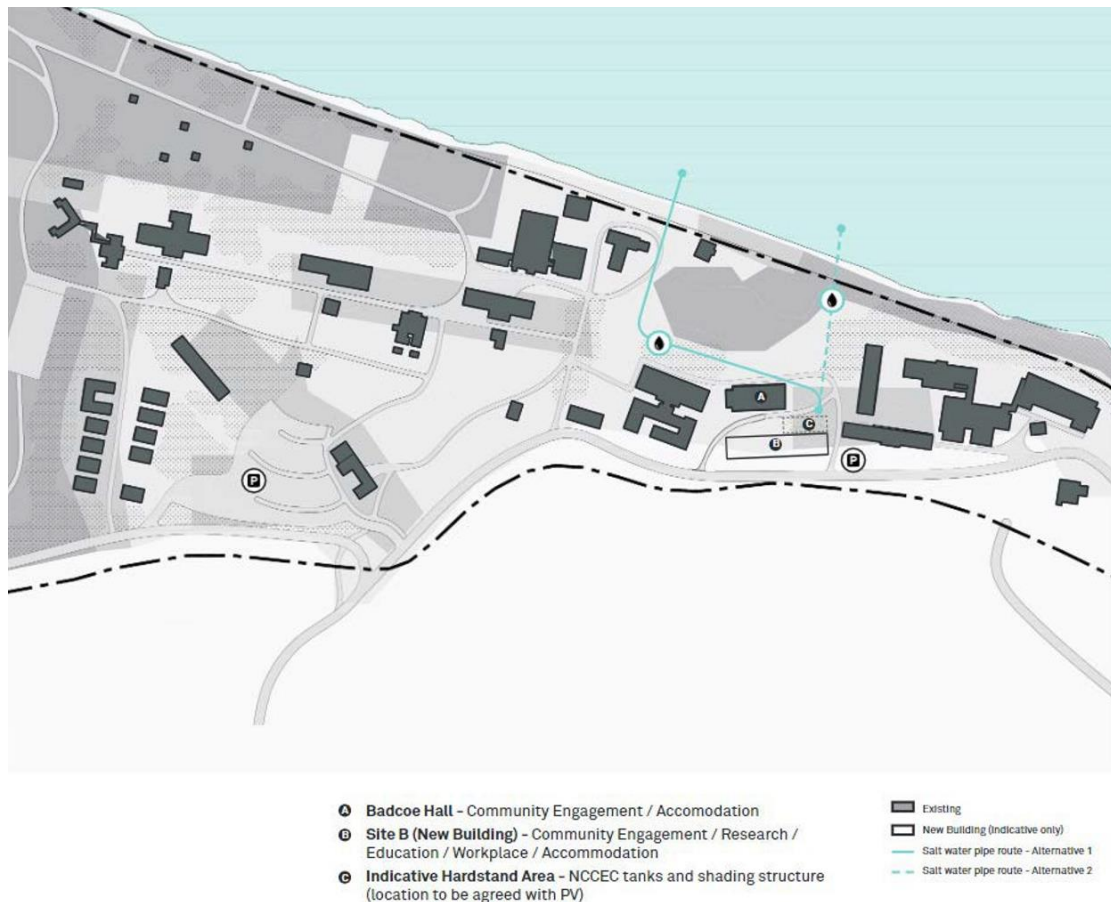 A
C
B
P
P
A Badcoe Hall - Community Engagement / Accomodation
B Site B (New Building) - Community Engagement / Research /
Education / Workplace / Accommodation
C Indicative Hardstand Area - NCCEC tanks and shading structure
(location to be agreed with PV)
Existing
New Building (Indicative only)
Salt water pipe route - Alternative 1
Salt water pipe route - Alternative 2